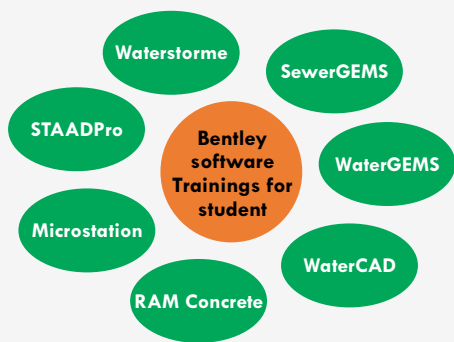 Waterstorme
SewerGEMS
STAADPro
Bentley
software
Trainings for
student
WaterGEMS
Microstation
WaterCAD
RAM Concrete